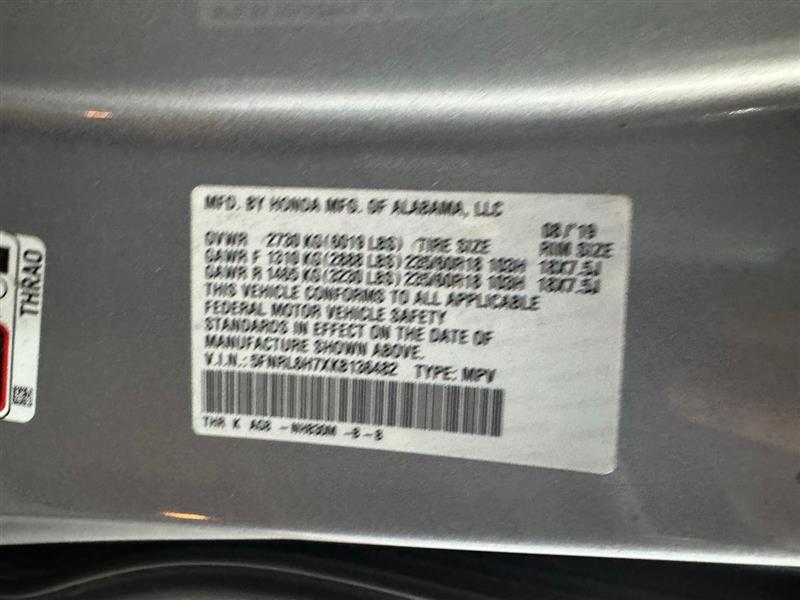 MFD. BY HONDA MFG. OF ALABAMA, LLC
08/'19
GVWR 2730 KG(6019 LBS) TIRE SIZE RIM SIZE
GAWR F 1310 KG(2888 LBS) 235/60R18 103H 18X7.5J
GAWR R 1465 KG(3230 LBS) 235/60R18 103H 18X7.5J
THIS VEHICLE CONFORMS TO ALL APPLICABLE
FEDERAL MOTOR VEHICLE SAFETY
STANDARDS IN EFFECT ON THE DATE OF
MANUFACTURE SHOWN ABOVE.
V.I.N.: 5FNRL6H7XKB136482 TYPE: MPV
THR K A08 -NH830M -B-B
THRA0